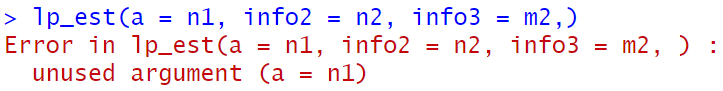 > lp_est(a = n1, info2 = n2, info3 = m2,)
Error in lp_est(a = n1, info2 = n2, info3 = m2, ) :
  unused argument (a = n1)